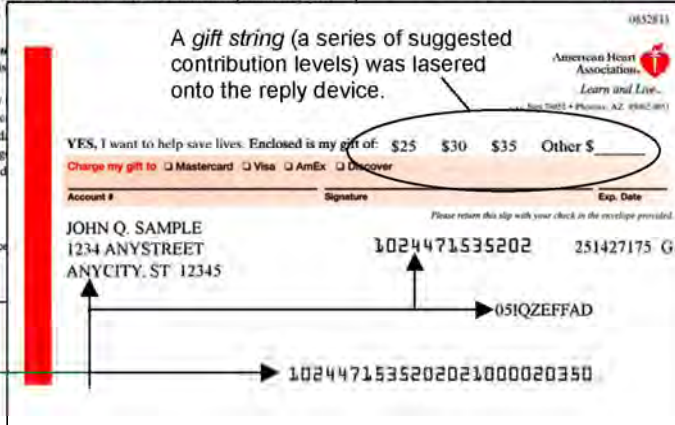 0852811
A gift string (a series of suggested
contribution levels) was lasered
onto the reply device.
American Heart
Association®
Learn and Live℠
YES, I want to help save lives. Enclosed is my gift of: $25 $30 $35 Other $
Charge my gift to ❑ Mastercard ❑ Visa ❑ AmEx ❑ Discover
Account # Signature Exp. Date
Please return this slip with your check in the envelope provided.
JOHN Q. SAMPLE
1234 ANYSTREET
ANYCITY, ST 12345
1024471535202 251427175 G
051QZEFFAD
1024471535202021000020350